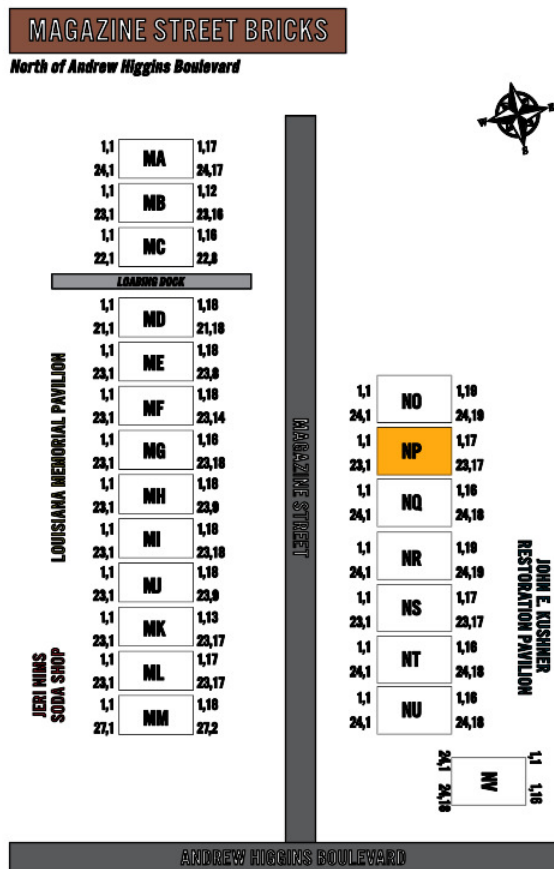 MAGAZINE STREET BRICKS
North of Andrew Higgins Boulevard
W
S
1,1 MA 1,17
24,1 24,17
1,1 MB 1,12
23,1 23,16
1,1 MC 1,16
22,1 22,8
LOADING DOCK
1,1 MD 1,18
21,1 21,18
1,1 ME 1,18
23,1 23,8
1,1 MF 1,18
23,1 23,14
1,1 MG 1,16
23,1 23,18
1,1 MH 1,18
23,1 23,9
1,1 MI 1,18
23,1 23,18
1,1 MJ 1,18
23,1 23,9
1,1 MK 1,13
23,1 23,17
1,1 ML 1,17
23,1 23,17
1,1 MM 1,18
27,1 27,2
LOUISIANA MEMORIAL PAVILION
JERI NIMS
SODA SHOP
MAGAZINE STREET
1,1 NO 1,19
24,1 24,19
1,1 NP 1,17
23,1 23,17
1,1 NQ 1,16
24,1 24,18
1,1 NR 1,19
24,1 24,19
1,1 NS 1,17
23,1 23,17
1,1 NT 1,16
24,1 24,18
1,1 NU 1,16
24,1 24,18
JOHN E. KUSHNER
RESTORATION PAVILION
24,1 NV 1,1
24,18 1,16
ANDREW HIGGINS BOULEVARD